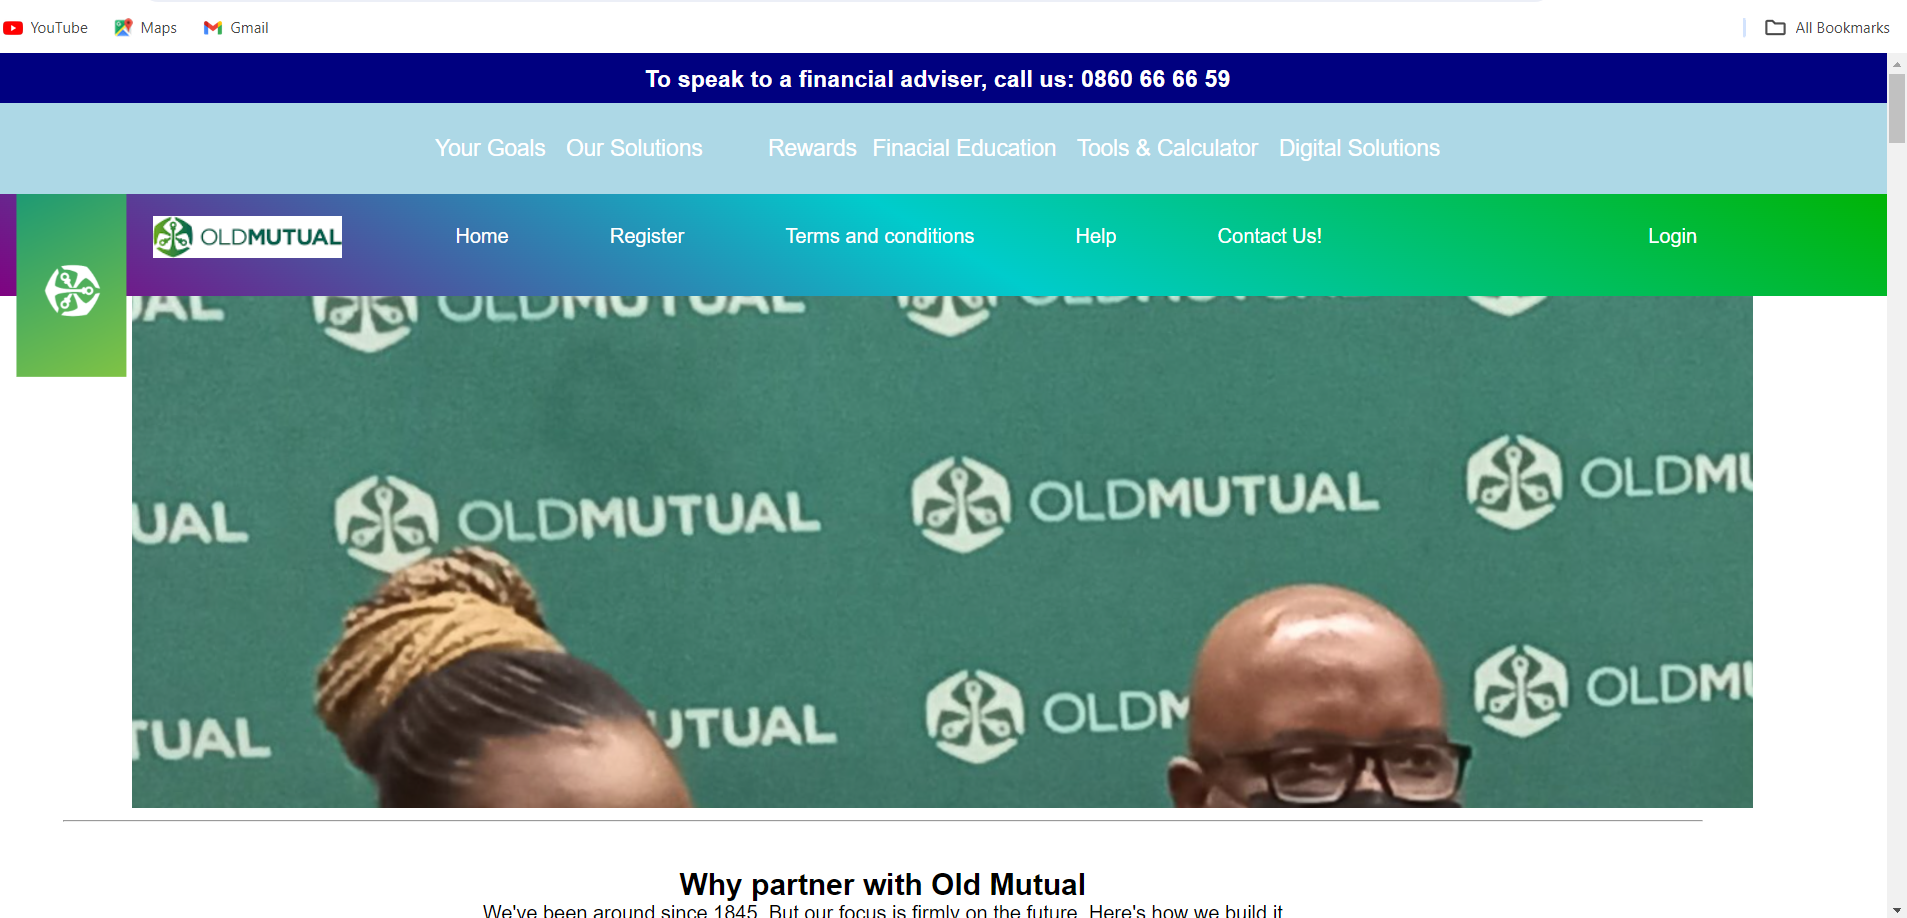 YouTube Maps Gmail All Bookmarks
To speak to a financial adviser, call us: 0860 66 66 59
Your Goals Our Solutions Rewards Finacial Education Tools & Calculator Digital Solutions
OLDMUTUAL Home Register Terms and conditions Help Contact Us! Login
UAL OLDMUTUAL OLDMUTUAL
UAL OLDMUTUAL OLDMUTUAL OLDMU
TUAL UTUAL OLDM OLDMU
Why partner with Old Mutual
We've been around since 1845. But our focus is firmly on the future. Here's how we build it